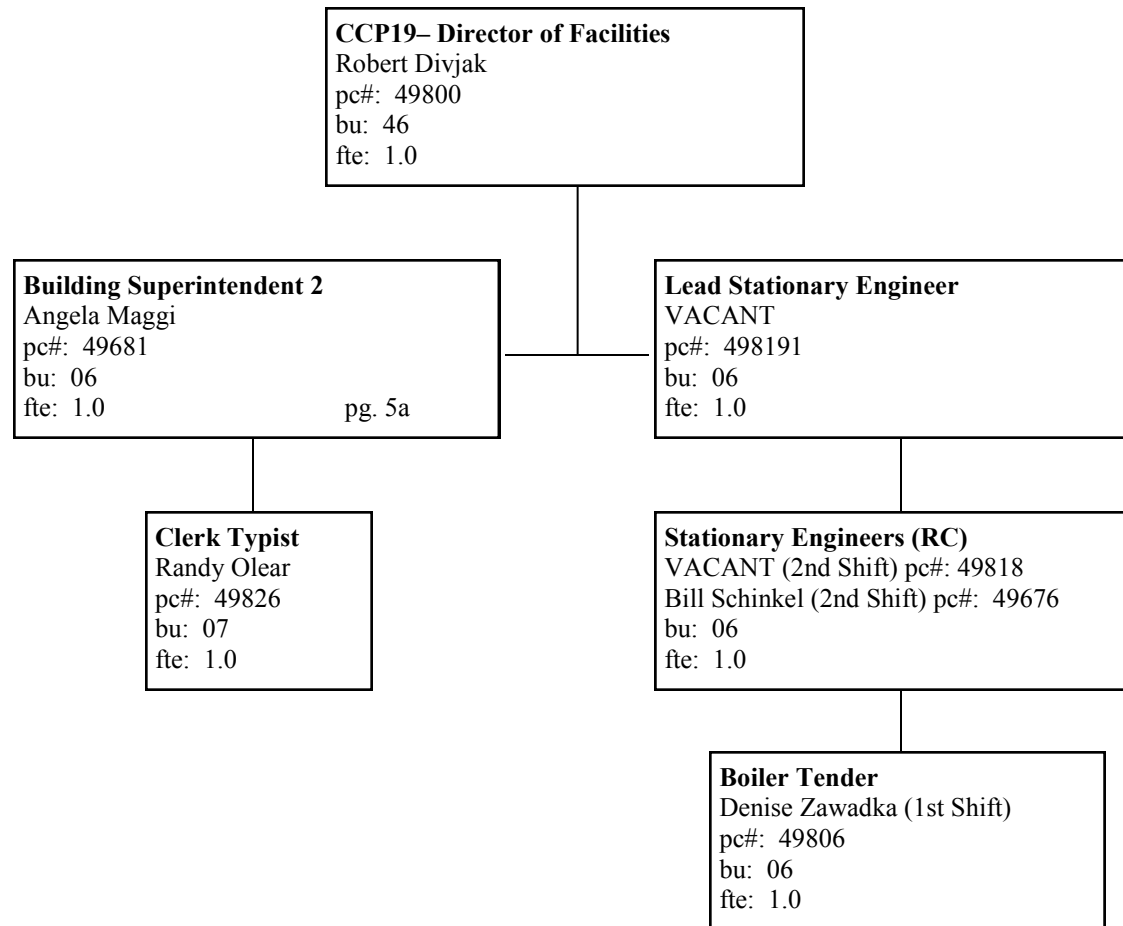 CCP19– Director of Facilities
Robert Divjak
pc#: 49800
bu: 46
fte: 1.0
Building Superintendent 2
Angela Maggi
pc#: 49681
bu: 06
fte: 1.0 pg. 5a
Lead Stationary Engineer
VACANT
pc#: 498191
bu: 06
fte: 1.0
Clerk Typist
Randy Olear
pc#: 49826
bu: 07
fte: 1.0
Stationary Engineers (RC)
VACANT (2nd Shift) pc#: 49818
Bill Schinkel (2nd Shift) pc#: 49676
bu: 06
fte: 1.0
Boiler Tender
Denise Zawadka (1st Shift)
pc#: 49806
bu: 06
fte: 1.0